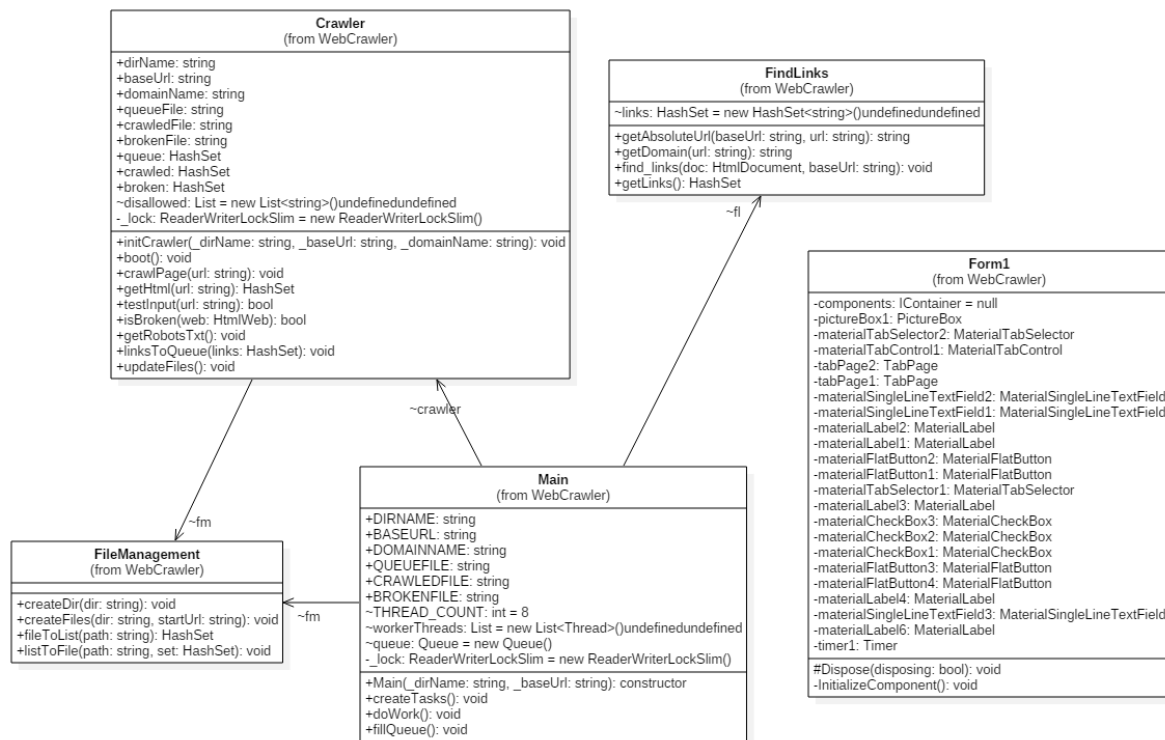 Crawler
(from WebCrawler)
+dirName: string
+baseUrl: string
+domainName: string
+queueFile: string
+crawledFile: string
+brokenFile: string
+queue: HashSet
+crawled: HashSet
+broken: HashSet
~disallowed: List = new List<string>()undefinedundefined
-_lock: ReaderWriterLockSlim = new ReaderWriterLockSlim()
+initCrawler(_dirName: string, _baseUrl: string, _domainName: string): void
+boot(): void
+crawlPage(url: string): void
+getHtml(url: string): HashSet
+testInput(url: string): bool
+isBroken(web: HtmlWeb): bool
+getRobotsTxt(): void
+linksToQueue(links: HashSet): void
+updateFiles(): void
FindLinks
(from WebCrawler)
~links: HashSet = new HashSet<string>()undefinedundefined
+getAbsoluteUrl(baseUrl: string, url: string): string
+getDomain(url: string): string
+find_links(doc: HtmlDocument, baseUrl: string): void
+getLinks(): HashSet
~fl
~crawler
~fm
~fm
Form1
(from WebCrawler)
-components: IContainer = null
-pictureBox1: PictureBox
-materialTabSelector2: MaterialTabSelector
-materialTabControl1: MaterialTabControl
-tabPage2: TabPage
-tabPage1: TabPage
-materialSingleLineTextField2: MaterialSingleLineTextField
-materialSingleLineTextField1: MaterialSingleLineTextField
-materialLabel2: MaterialLabel
-materialLabel1: MaterialLabel
-materialFlatButton2: MaterialFlatButton
-materialFlatButton1: MaterialFlatButton
-materialTabSelector1: MaterialTabSelector
-materialLabel3: MaterialLabel
-materialCheckBox3: MaterialCheckBox
-materialCheckBox2: MaterialCheckBox
-materialCheckBox1: MaterialCheckBox
-materialFlatButton3: MaterialFlatButton
-materialFlatButton4: MaterialFlatButton
-materialLabel4: MaterialLabel
-materialSingleLineTextField3: MaterialSingleLineTextField
-materialLabel6: MaterialLabel
-timer1: Timer
#Dispose(disposing: bool): void
-InitializeComponent(): void
Main
(from WebCrawler)
+DIRNAME: string
+BASEURL: string
+DOMAINNAME: string
+QUEUEFILE: string
+CRAWLEDFILE: string
+BROKENFILE: string
~THREAD_COUNT: int = 8
~workerThreads: List = new List<Thread>()undefinedundefined
~queue: Queue = new Queue()
-_lock: ReaderWriterLockSlim = new ReaderWriterLockSlim()
+Main(_dirName: string, _baseUrl: string): constructor
+createTasks(): void
+doWork(): void
+fillQueue(): void
FileManagement
(from WebCrawler)
+createDir(dir: string): void
+createFiles(dir: string, startUrl: string): void
+fileToList(path: string): HashSet
+listToFile(path: string, set: HashSet): void